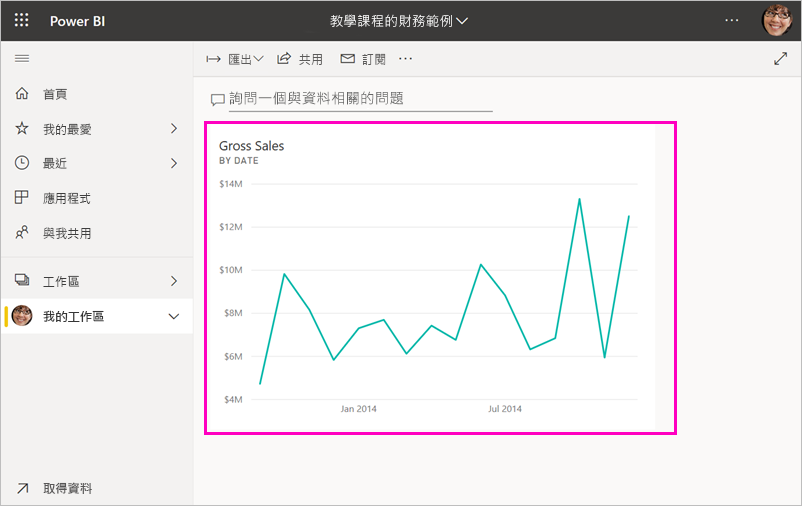 Power BI
教學課程的財務範例
匯出 共用 訂閱
首頁
我的最愛
最近
應用程式
與我共用
工作區
我的工作區
取得資料
詢問一個與資料相關的問題
Gross Sales
BY DATE
$14M
$12M
$10M
$8M
$6M
$4M
Jan 2014 Jul 2014